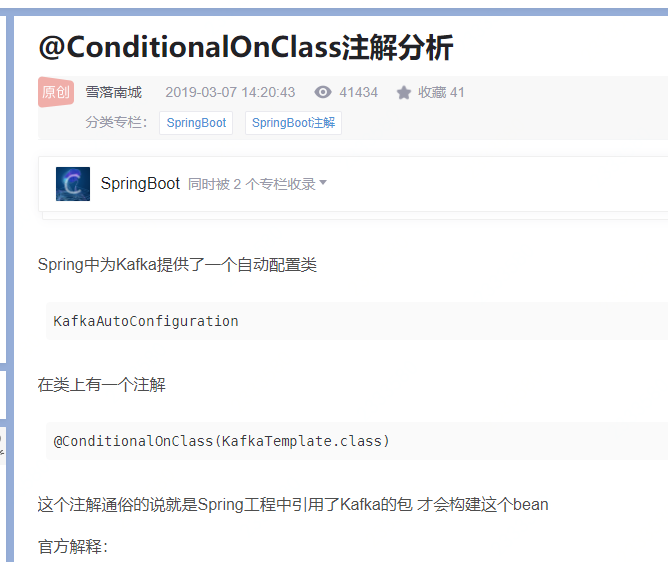 @ConditionalOnClass注解分析
原创 雪落南城 2019-03-07 14:20:43 41434 收藏 41
分类专栏： SpringBoot SpringBoot注解
SpringBoot 同时被 2 个专栏收录
Spring中为Kafka提供了一个自动配置类
KafkaAutoConfiguration
在类上有一个注解
@ConditionalOnClass(KafkaTemplate.class)
这个注解通俗的说就是Spring工程中引用了Kafka的包 才会构建这个bean
官方解释：